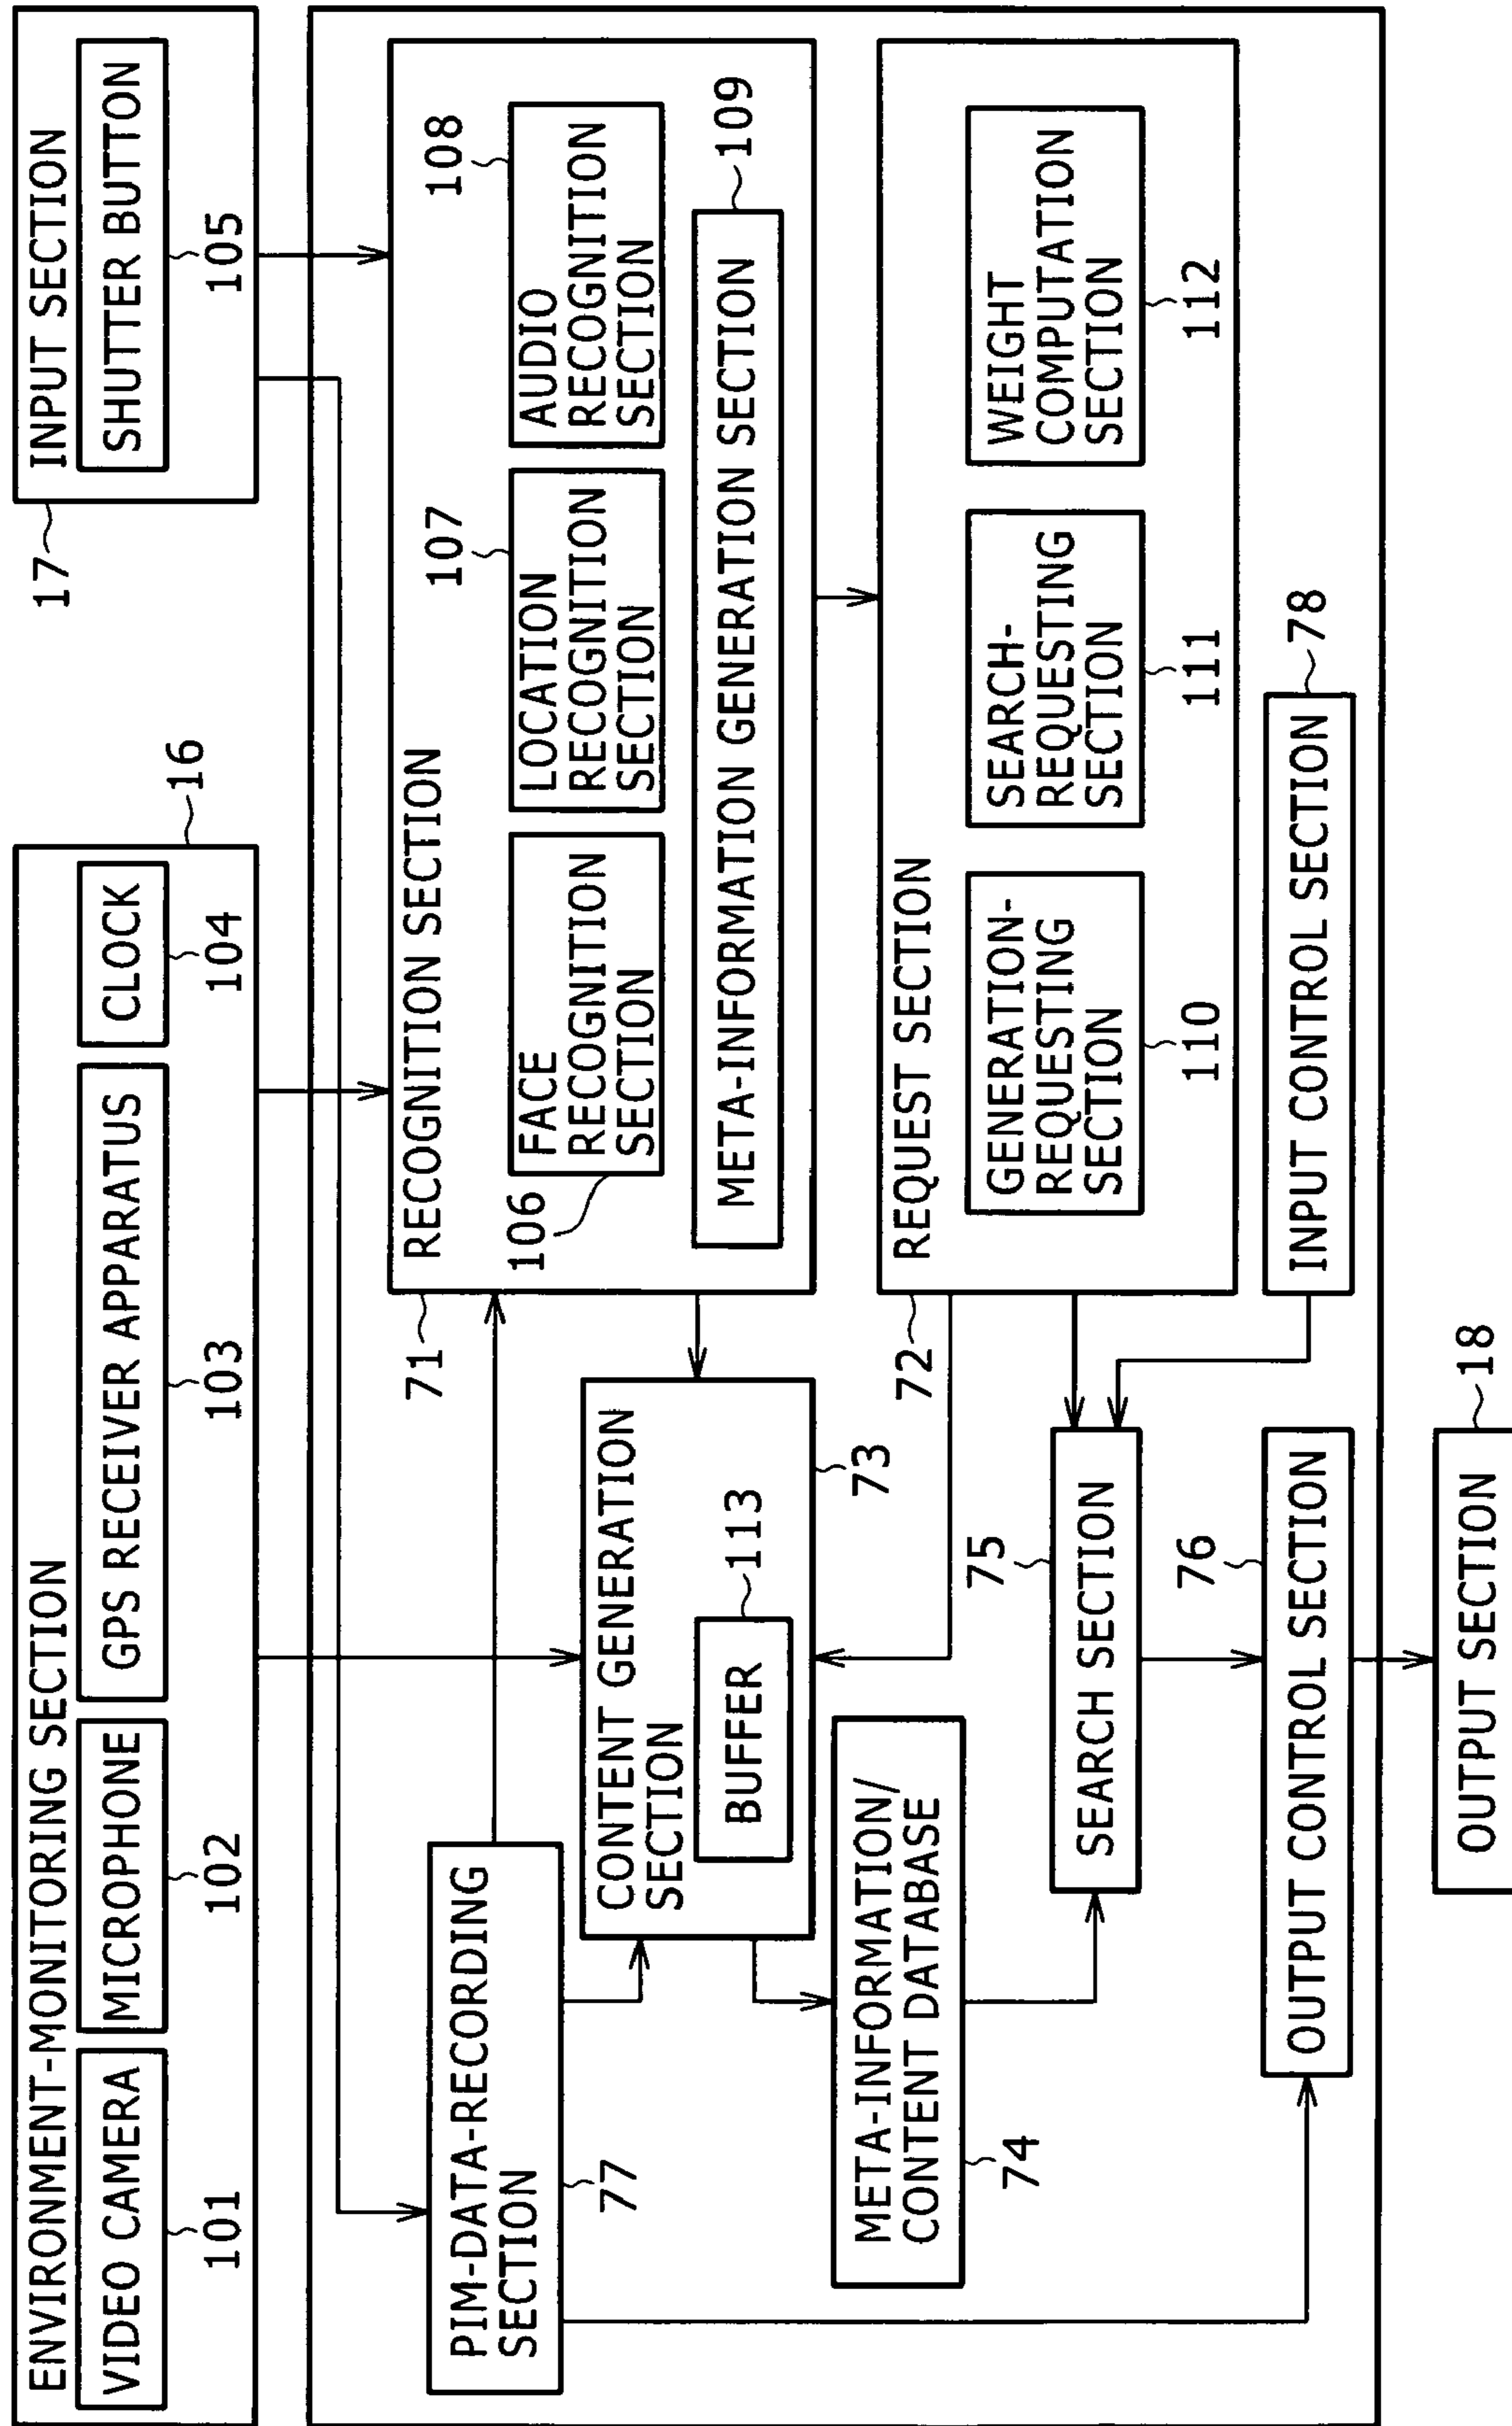 ENVIRONMENT-MONITORING SECTION
VIDEO CAMERA
101
MICROPHONE
102
GPS RECEIVER APPARATUS
103
CLOCK
104
16
INPUT SECTION
SHUTTER BUTTON
105
17
PIM-DATA-RECORDING
SECTION
77
RECOGNITION SECTION
71
FACE
RECOGNITION
SECTION
106
LOCATION
RECOGNITION
SECTION
107
AUDIO
RECOGNITION
SECTION
108
META-INFORMATION GENERATION SECTION
109
CONTENT GENERATION
SECTION
BUFFER
113
73
META-INFORMATION/
CONTENT DATABASE
74
REQUEST SECTION
72
GENERATION-
REQUESTING
SECTION
110
SEARCH-
REQUESTING
SECTION
111
WEIGHT
COMPUTATION
SECTION
112
SEARCH SECTION
75
INPUT CONTROL SECTION
78
OUTPUT CONTROL SECTION
76
OUTPUT SECTION
18